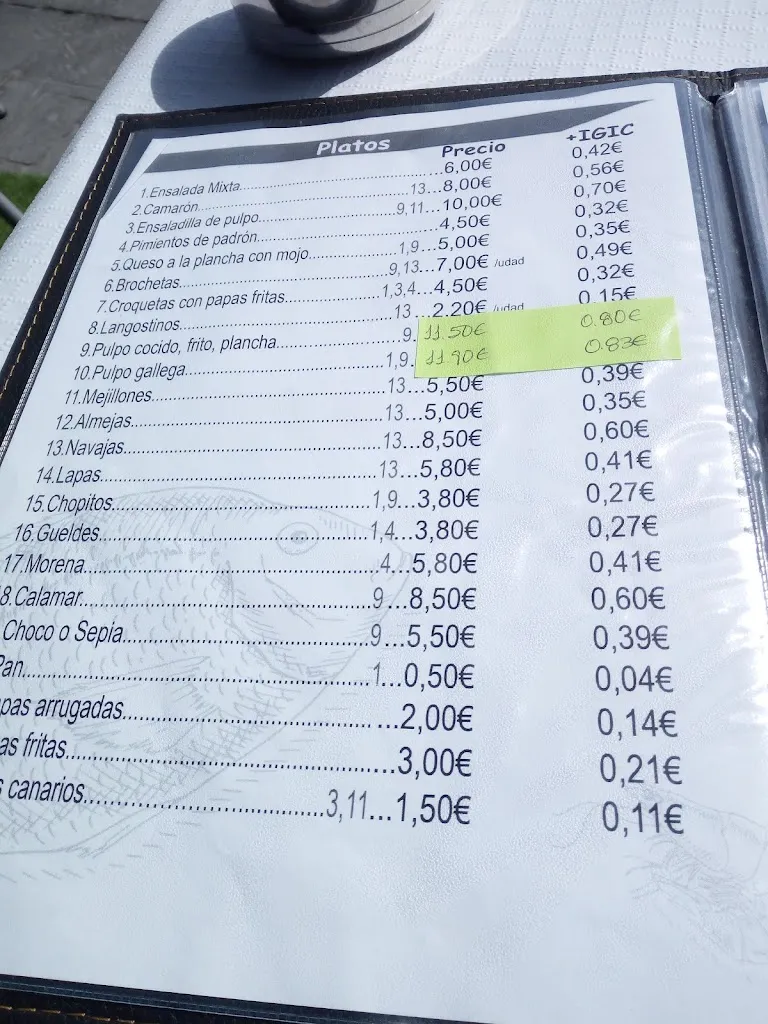 Platos Precio +IGIC
1.Ensalada Mixta...6,00€ 0,42€
2.Camarón...13...8,00€ 0,56€
3.Ensaladilla de pulpo...9,11...10,00€ 0,70€
4.Pimientos de padrón...4,50€ 0,32€
5.Queso a la plancha con mojo...1,9...5,00€ 0,35€
6.Brochetas...9,13...7,00€ /udad 0,49€
7.Croquetas con papas fritas...1,3,4...4,50€ 0,32€
8.Langostinos...13...2,20€ /udad 0,15€
9.Pulpo cocido, frito, plancha...9. 11.50€ 0.80€
10.Pulpo gallega...1,9. 11.90€ 0.83€
11.Mejillones...13...5,50€ 0,39€
12.Almejas...13...5,00€ 0,35€
13.Navajas...13...8,50€ 0,60€
14.Lapas...13...5,80€ 0,41€
15.Chopitos...1,9...3,80€ 0,27€
16.Gueldes...1,4...3,80€ 0,27€
17.Morena...4...5,80€ 0,41€
8.Calamar...9...8,50€ 0,60€
Choco o Sepia...9...5,50€ 0,39€
Pan...1...0,50€ 0,04€
pas arrugadas...2,00€ 0,14€
as fritas...3,00€ 0,21€
s canarios...3,11...1,50€ 0,11€